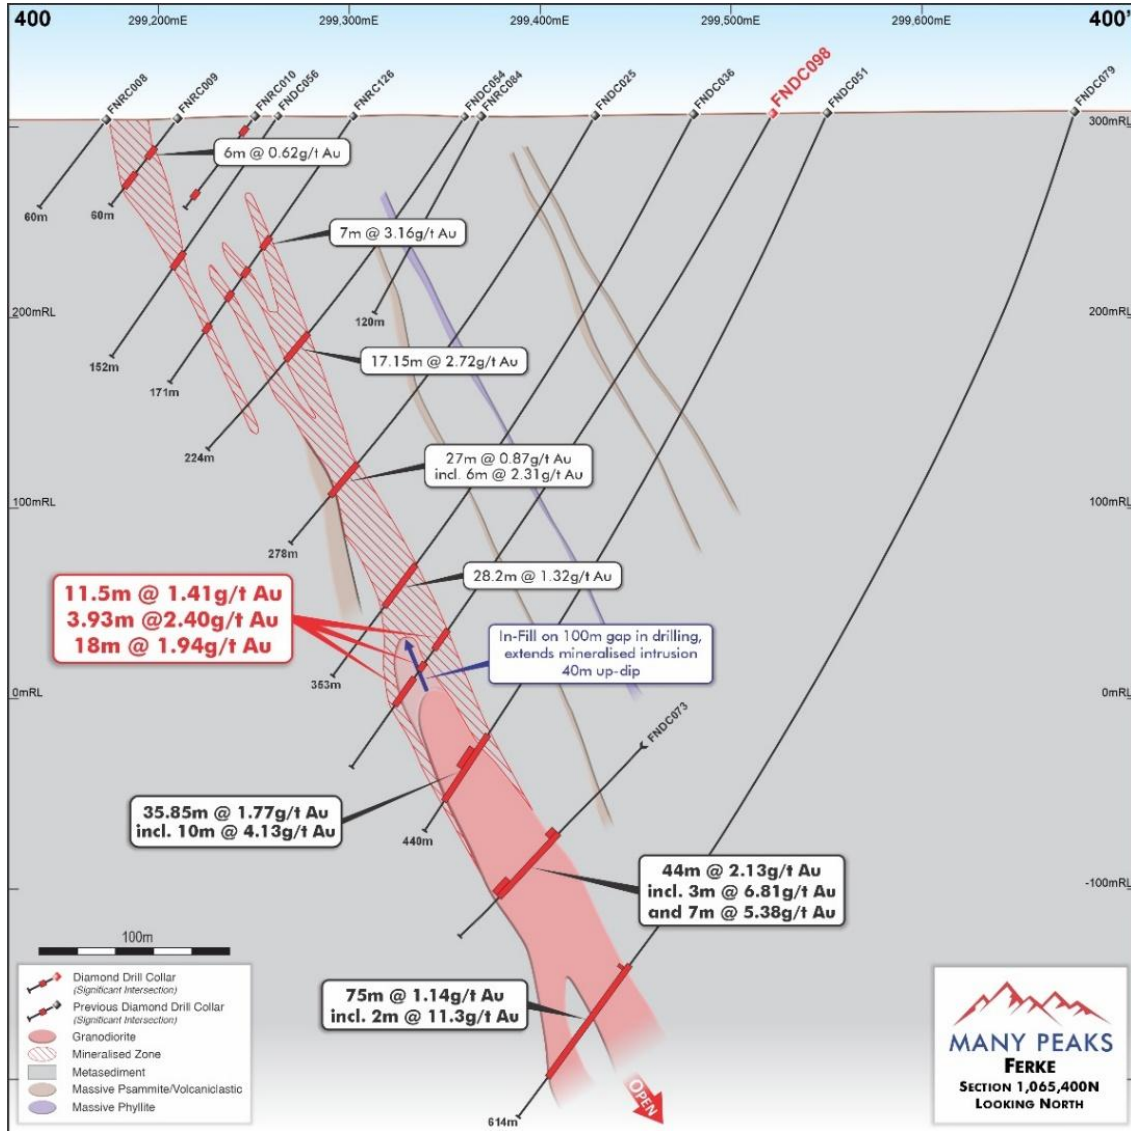 400
299,200mE
299,300mE
299,400mE
299,500mE
299,600mE
400'
FNRC008
FNRC009
FNRC010
FNDC056
FNRC126
FNDC054
FNRC084
FNDC025
FNDC036
FNDC098
FNDC051
FNDC079
300mRL
300mRL
6m @ 0.62g/t Au
60m
60m
7m @ 3.16g/t Au
200mRL
200mRL
120m
152m
17.15m @ 2.72g/t Au
171m
224m
27m @ 0.87g/t Au
incl. 6m @ 2.31g/t Au
100mRL
100mRL
278m
28.2m @ 1.32g/t Au
11.5m @ 1.41g/t Au
3.93m @2.40g/t Au
18m @ 1.94g/t Au
In-Fill on 100m gap in drilling,
extends mineralised intrusion
40m up-dip
353m
0mRL
0mRL
FNDC073
35.85m @ 1.77g/t Au
incl. 10m @ 4.13g/t Au
440m
44m @ 2.13g/t Au
incl. 3m @ 6.81g/t Au
and 7m @ 5.38g/t Au
-100mRL
100m
75m @ 1.14g/t Au
incl. 2m @ 11.3g/t Au
OPEN
614m
Diamond Drill Collar
(Significant Intersection)
Previous Diamond Drill Collar
(Significant Intersection)
Granodiorite
Mineralised Zone
Metasediment
Massive Psammite/Volcaniclastic
Massive Phyllite
MANY PEAKS
FERKE
SECTION 1,065,400N
LOOKING NORTH